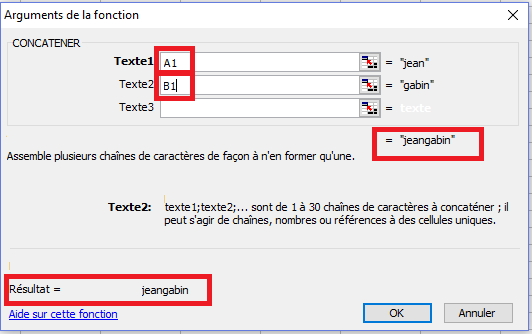 Arguments de la fonction
CONCATENER
Texte1 A1 = "jean"
Texte2 B1 = "gabin"
Texte3 = texte
= "jeangabin"
Assemble plusieurs chaînes de caractères de façon à n'en former qu'une.
Texte2: texte1;texte2;... sont de 1 à 30 chaînes de caractères à concaténer ; il
peut s'agir de chaînes, nombres ou références à des cellules uniques.
Résultat = jeangabin
Aide sur cette fonction
OK Annuler